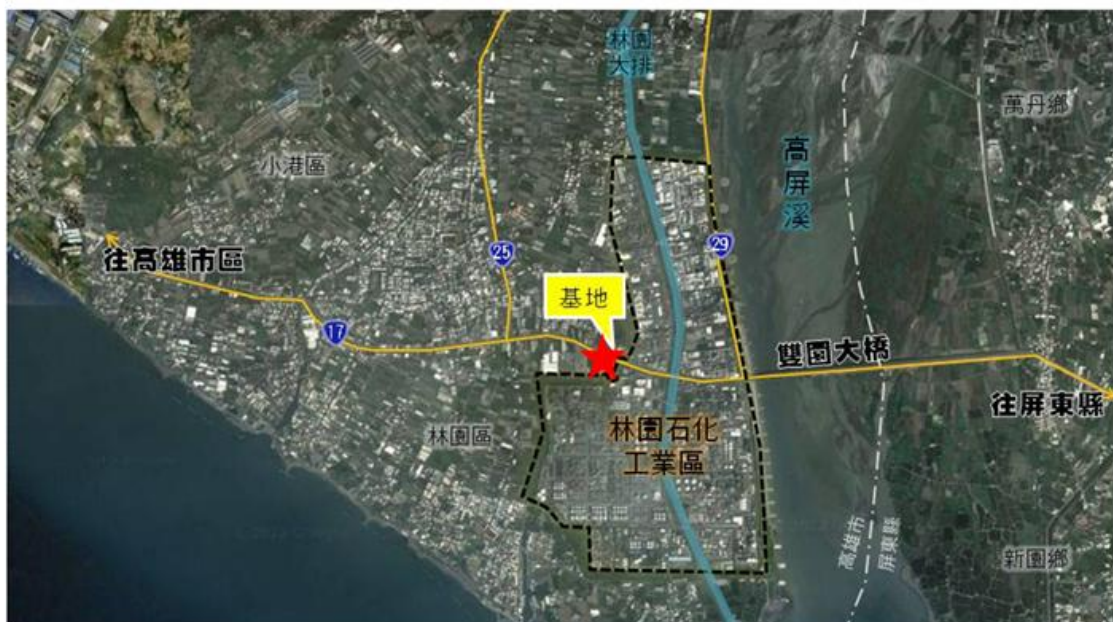 林園
大排
萬丹鄉
高屏溪
小港區
往高雄市區
25
29
基地
17
雙園大橋
往屏東縣
林園區
林園石化
工業區
高雄市
屏東縣
新園鄉